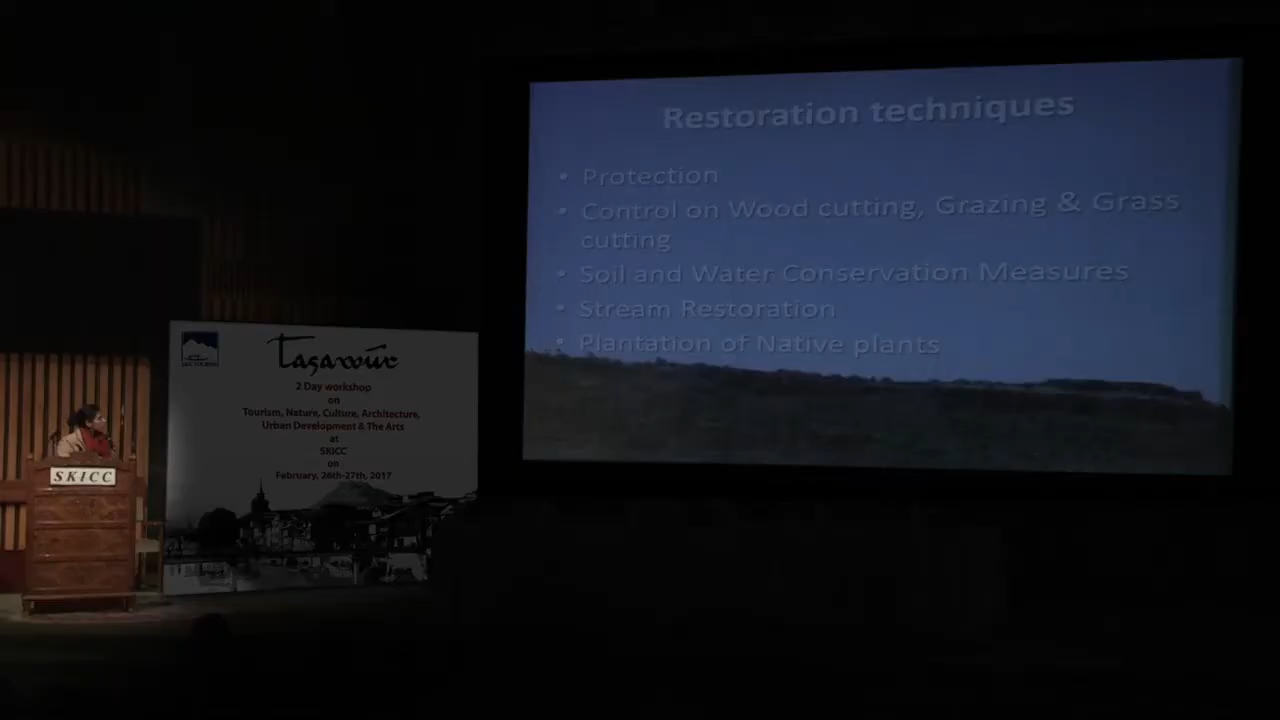 Restoration techniques
• Protection
• Control on Wood cutting, Grazing & Grass
cutting
• Soil and Water Conservation Measures
• Stream Restoration
• Plantation of Native plants
Tasawur
2 Day workshop
on
Tourism, Nature, Culture, Architecture,
Urban Development & The Arts
at
SKICC
on
February, 26th-27th, 2017
SKICC